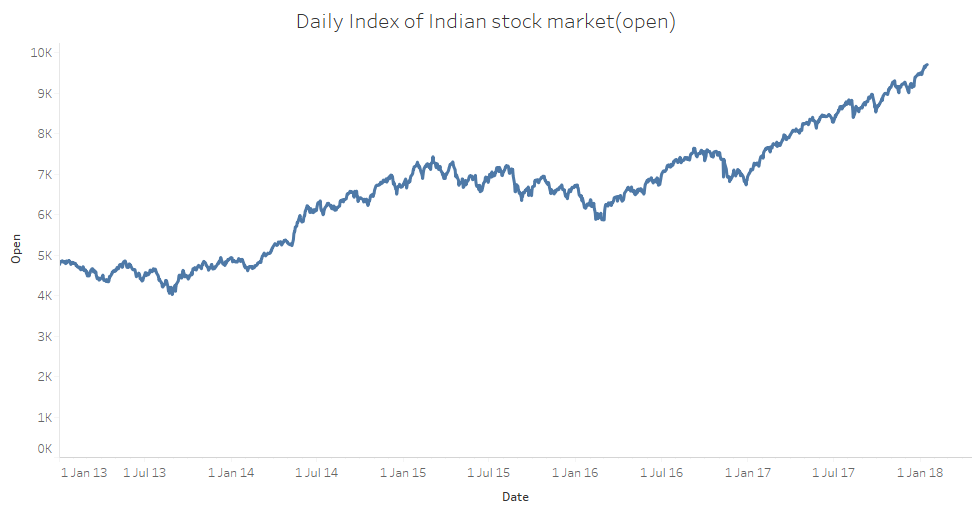 Daily Index of Indian stock market(open)
10K
9K
8K
7K
6K
5K
4K
3K
2K
1K
0K
Open
1 Jan 13 1 Jul 13 1 Jan 14 1 Jul 14 1 Jan 15 1 Jul 15 1 Jan 16 1 Jul 16 1 Jan 17 1 Jul 17 1 Jan 18
Date